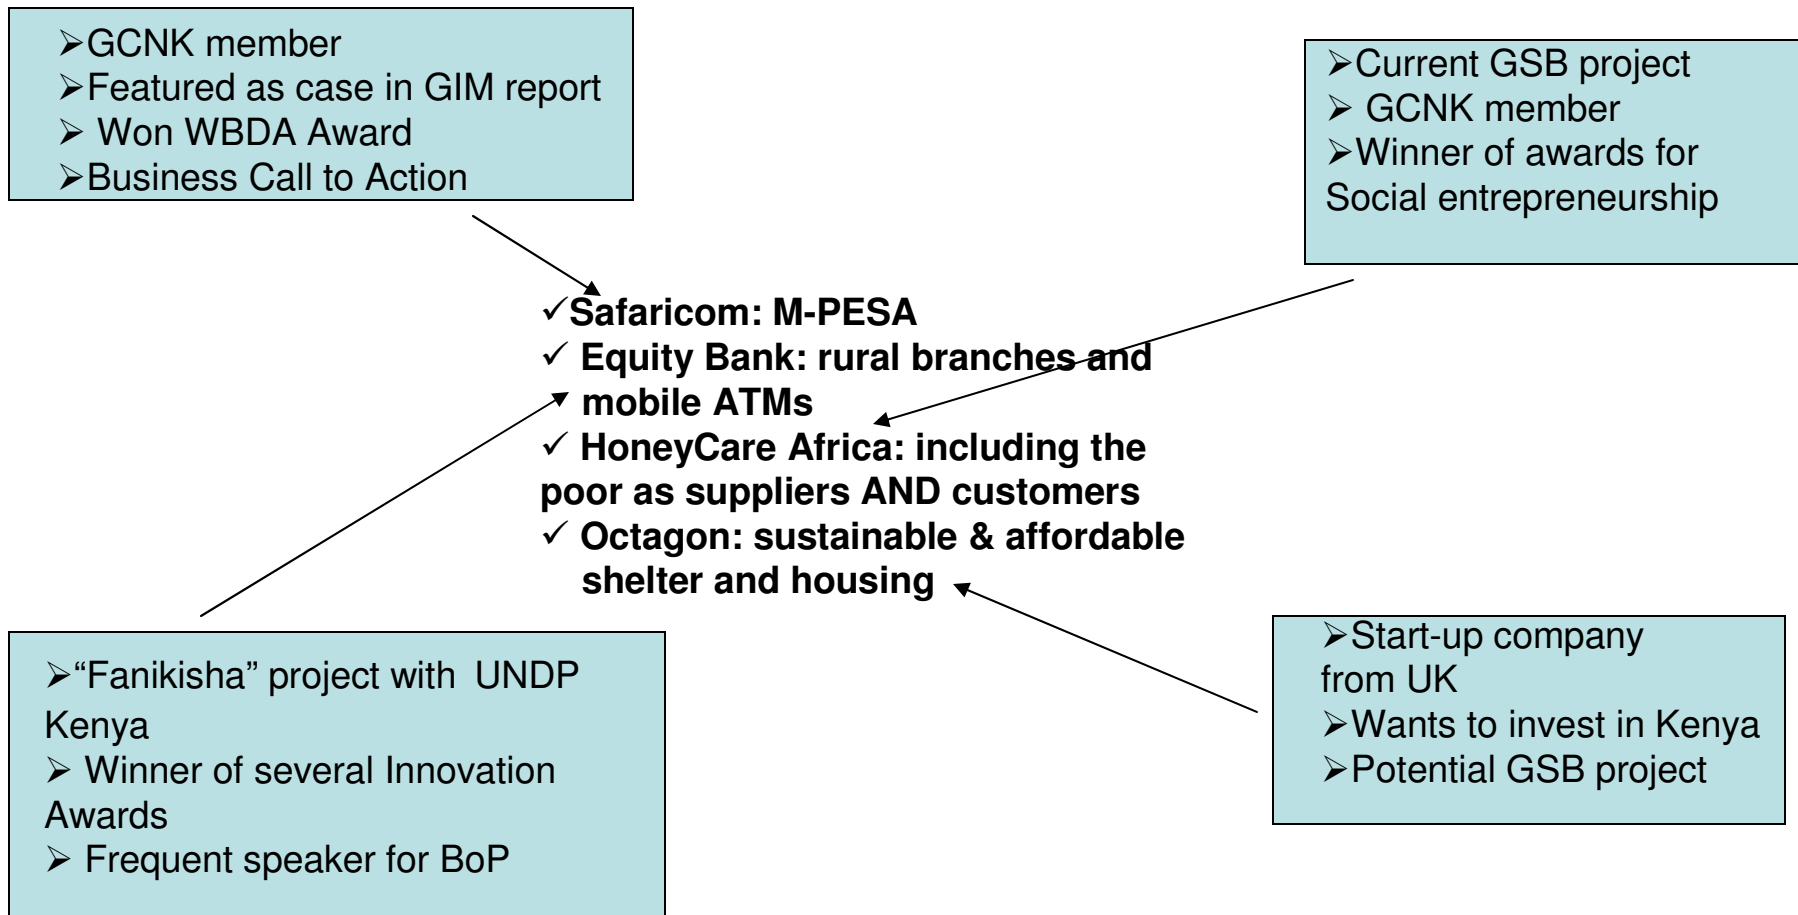 ➢GCNK member
➢Featured as case in GIM report
➢ Won WBDA Award
➢Business Call to Action
➢Current GSB project
➢ GCNK member
➢Winner of awards for
Social entrepreneurship
✓Safaricom: M-PESA
✓ Equity Bank: rural branches and
mobile ATMs
✓ HoneyCare Africa: including the
poor as suppliers AND customers
✓ Octagon: sustainable & affordable
shelter and housing
➢“Fanikisha” project with UNDP
Kenya
➢ Winner of several Innovation
Awards
➢ Frequent speaker for BoP
➢Start-up company
from UK
➢Wants to invest in Kenya
➢Potential GSB project